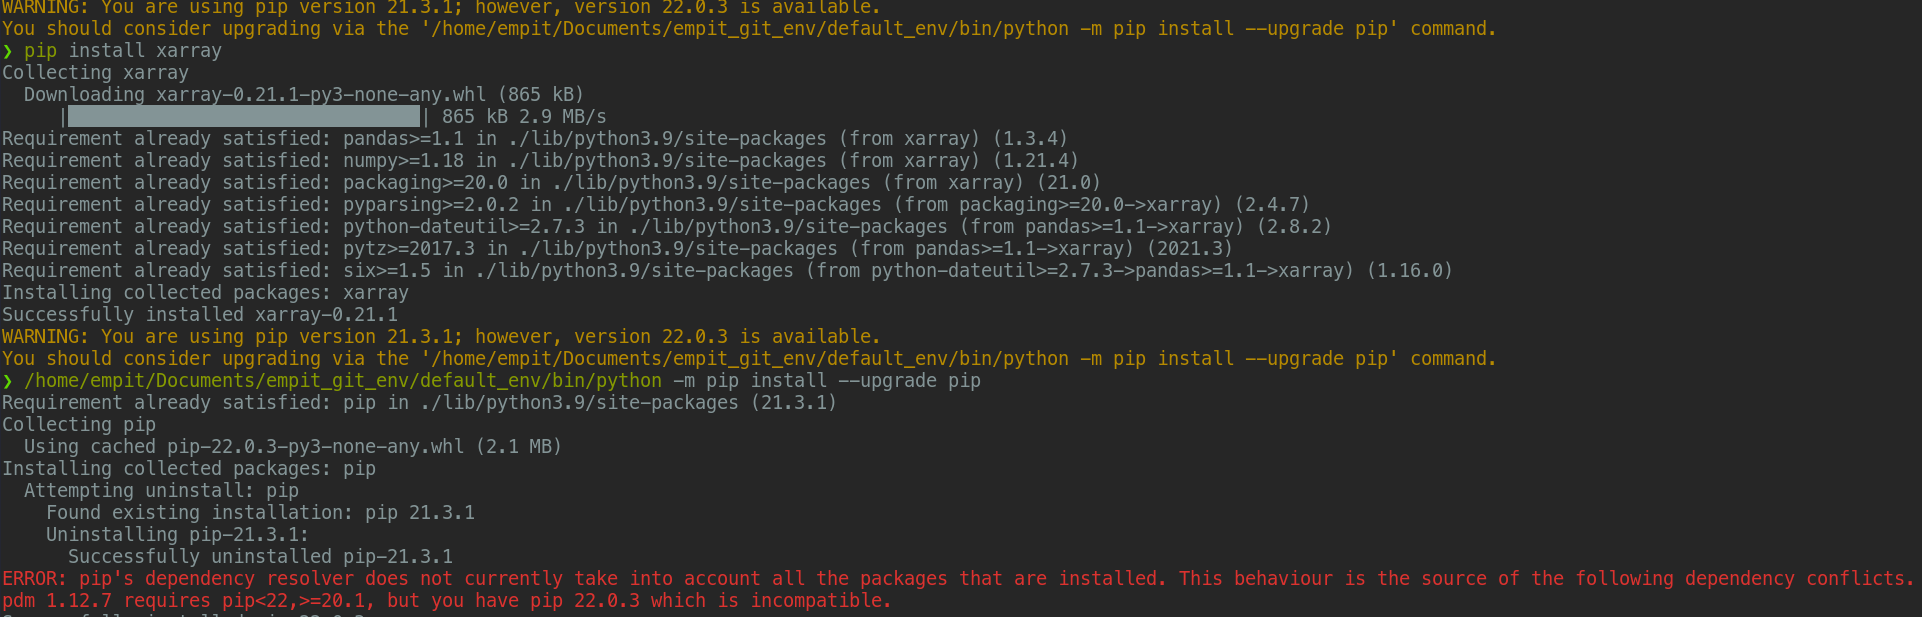 WARNING: You are using pip version 21.3.1; however, version 22.0.3 is available.
You should consider upgrading via the '/home/empit/Documents/empit_git_env/default_env/bin/python -m pip install --upgrade pip' command.
❯ pip install xarray
Collecting xarray
  Downloading xarray-0.21.1-py3-none-any.whl (865 kB)
     |████████████████████████████████| 865 kB 2.9 MB/s
Requirement already satisfied: pandas>=1.1 in ./lib/python3.9/site-packages (from xarray) (1.3.4)
Requirement already satisfied: numpy>=1.18 in ./lib/python3.9/site-packages (from xarray) (1.21.4)
Requirement already satisfied: packaging>=20.0 in ./lib/python3.9/site-packages (from xarray) (21.0)
Requirement already satisfied: pyparsing>=2.0.2 in ./lib/python3.9/site-packages (from packaging>=20.0->xarray) (2.4.7)
Requirement already satisfied: python-dateutil>=2.7.3 in ./lib/python3.9/site-packages (from pandas>=1.1->xarray) (2.8.2)
Requirement already satisfied: pytz>=2017.3 in ./lib/python3.9/site-packages (from pandas>=1.1->xarray) (2021.3)
Requirement already satisfied: six>=1.5 in ./lib/python3.9/site-packages (from python-dateutil>=2.7.3->pandas>=1.1->xarray) (1.16.0)
Installing collected packages: xarray
Successfully installed xarray-0.21.1
WARNING: You are using pip version 21.3.1; however, version 22.0.3 is available.
You should consider upgrading via the '/home/empit/Documents/empit_git_env/default_env/bin/python -m pip install --upgrade pip' command.
❯ /home/empit/Documents/empit_git_env/default_env/bin/python -m pip install --upgrade pip
Requirement already satisfied: pip in ./lib/python3.9/site-packages (21.3.1)
Collecting pip
  Using cached pip-22.0.3-py3-none-any.whl (2.1 MB)
Installing collected packages: pip
  Attempting uninstall: pip
    Found existing installation: pip 21.3.1
    Uninstalling pip-21.3.1:
      Successfully uninstalled pip-21.3.1
ERROR: pip's dependency resolver does not currently take into account all the packages that are installed. This behaviour is the source of the following dependency conflicts.
pdm 1.12.7 requires pip<22,>=20.1, but you have pip 22.0.3 which is incompatible.